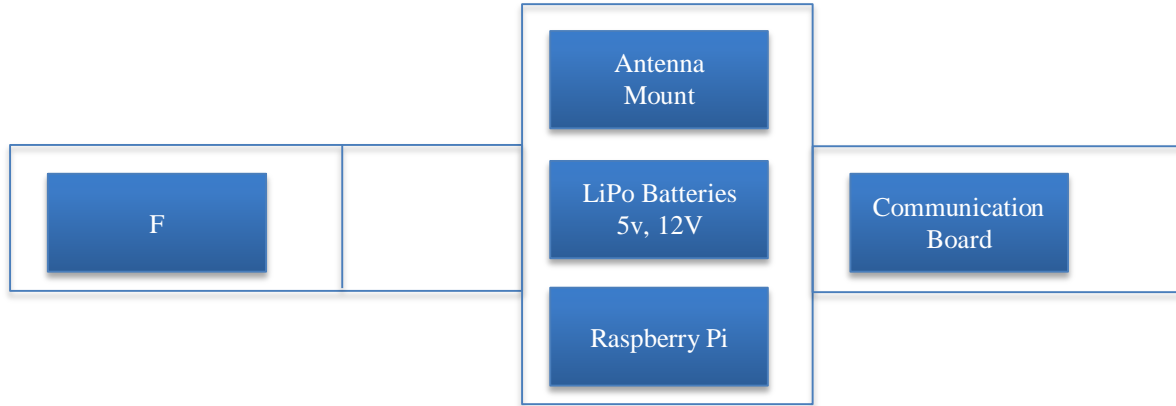 Antenna
Mount
F
LiPo Batteries
5v, 12V
Communication
Board
Raspberry Pi